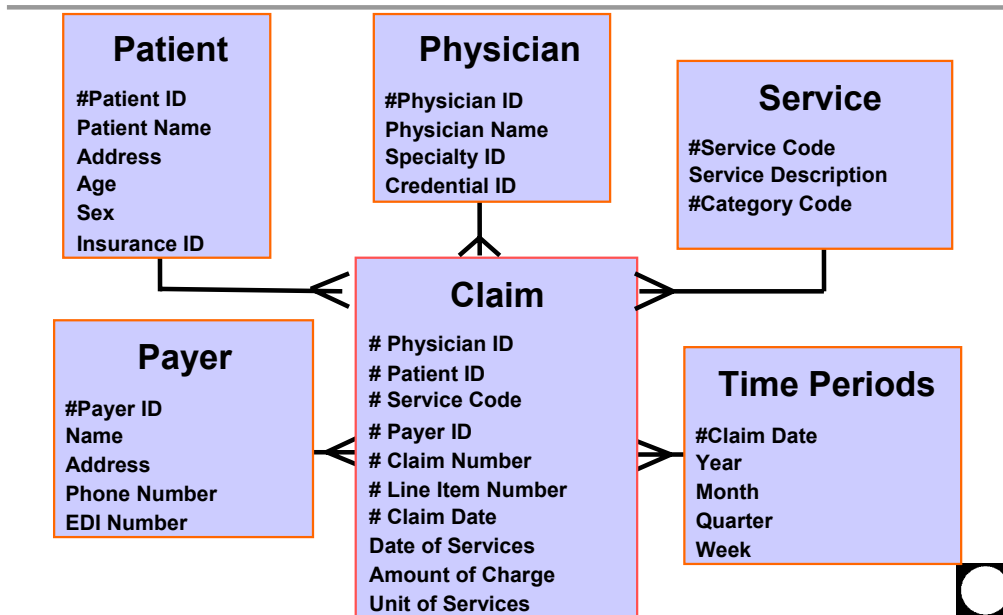 Patient
#Patient ID
Patient Name
Address
Age
Sex
Insurance ID
Physician
#Physician ID
Physician Name
Specialty ID
Credential ID
Service
#Service Code
Service Description
#Category Code
Claim
# Physician ID
# Patient ID
# Service Code
# Payer ID
# Claim Number
# Line Item Number
# Claim Date
Date of Services
Amount of Charge
Unit of Services
Payer
#Payer ID
Name
Address
Phone Number
EDI Number
Time Periods
#Claim Date
Year
Month
Quarter
Week